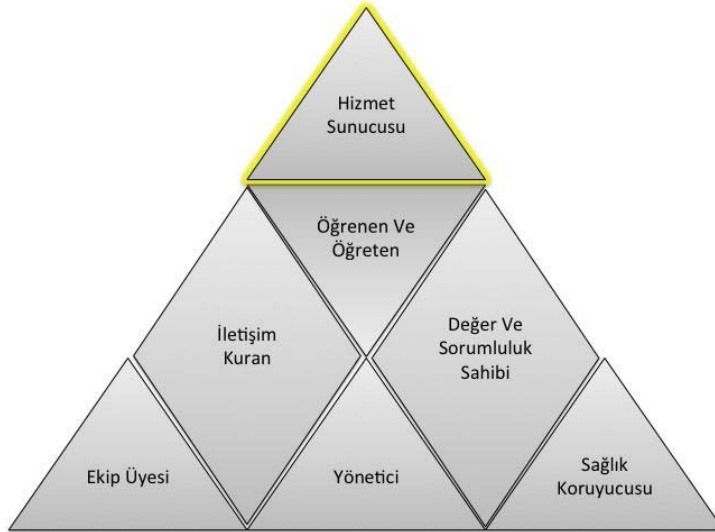 Hizmet
Sunucusu
Öğrenen Ve
Öğreten
İletişim
Kuran
Değer Ve
Sorumluluk
Sahibi
Ekip Üyesi
Yönetici
Sağlık
Koruyucusu